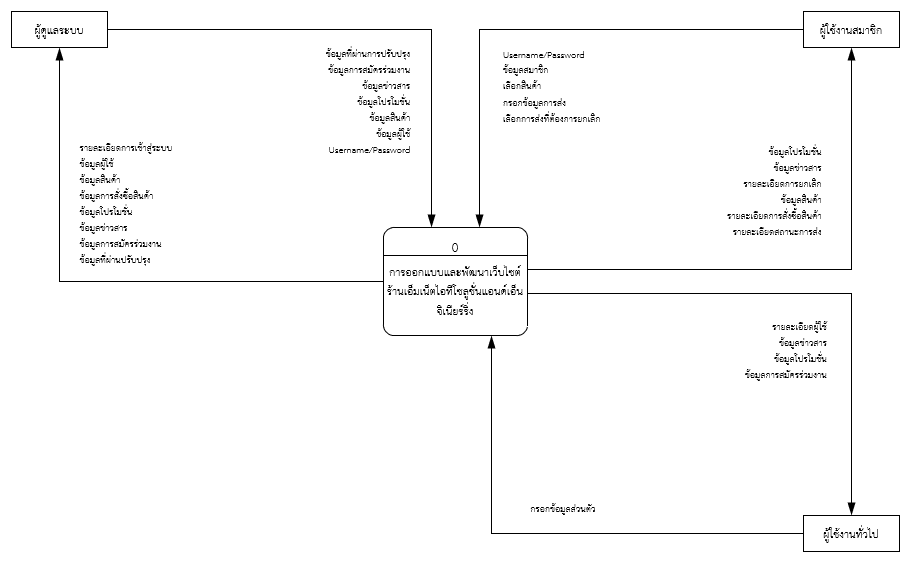 ผู้ดูแลระบบ
ผู้ใช้งานสมาชิก
ข้อมูลที่ผ่านการปรับปรุง
ข้อมูลการสมัครร่วมงาน
ข้อมูลข่าวสาร
ข้อมูลโปรโมชั่น
ข้อมูลสินค้า
ข้อมูลผู้ใช้
Username/Password
Username/Password
ข้อมูลสมาชิก
เลือกสินค้า
กรอกข้อมูลการส่ง
เลือกการส่งที่ต้องการยกเลิก
รายละเอียดการเข้าสู่ระบบ
ข้อมูลผู้ใช้
ข้อมูลสินค้า
ข้อมูลการสั่งซื้อสินค้า
ข้อมูลโปรโมชั่น
ข้อมูลข่าวสาร
ข้อมูลการสมัครร่วมงาน
ข้อมูลที่ผ่านปรับปรุง
ข้อมูลโปรโมชั่น
ข้อมูลข่าวสาร
รายละเอียดการยกเลิก
ข้อมูลสินค้า
รายละเอียดการสั่งซื้อสินค้า
รายละเอียดสถานะการส่ง
0
การออกแบบและพัฒนาเว็บไซต์
ร้านเอ็มเน็ตไอทีโซลูชั่นแอนด์เอ็น
จิเนียร์ริ่ง
รายละเอียดผู้ใช้
ข้อมูลข่าวสาร
ข้อมูลโปรโมชั่น
ข้อมูลการสมัครร่วมงาน
กรอกข้อมูลส่วนตัว
ผู้ใช้งานทั่วไป